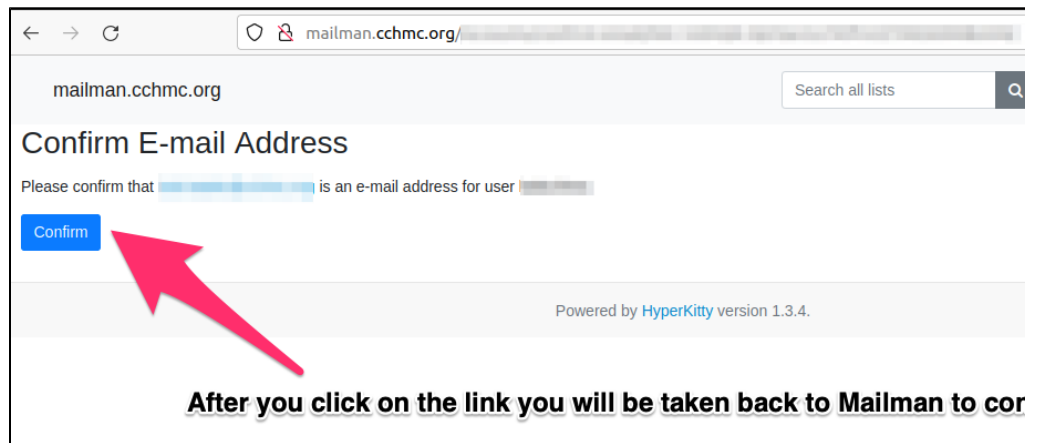 mailman.cchmc.org/
mailman.cchmc.org
Search all lists
Confirm E-mail Address
Please confirm that is an e-mail address for user
Confirm
Powered by HyperKitty version 1.3.4.
After you click on the link you will be taken back to Mailman to